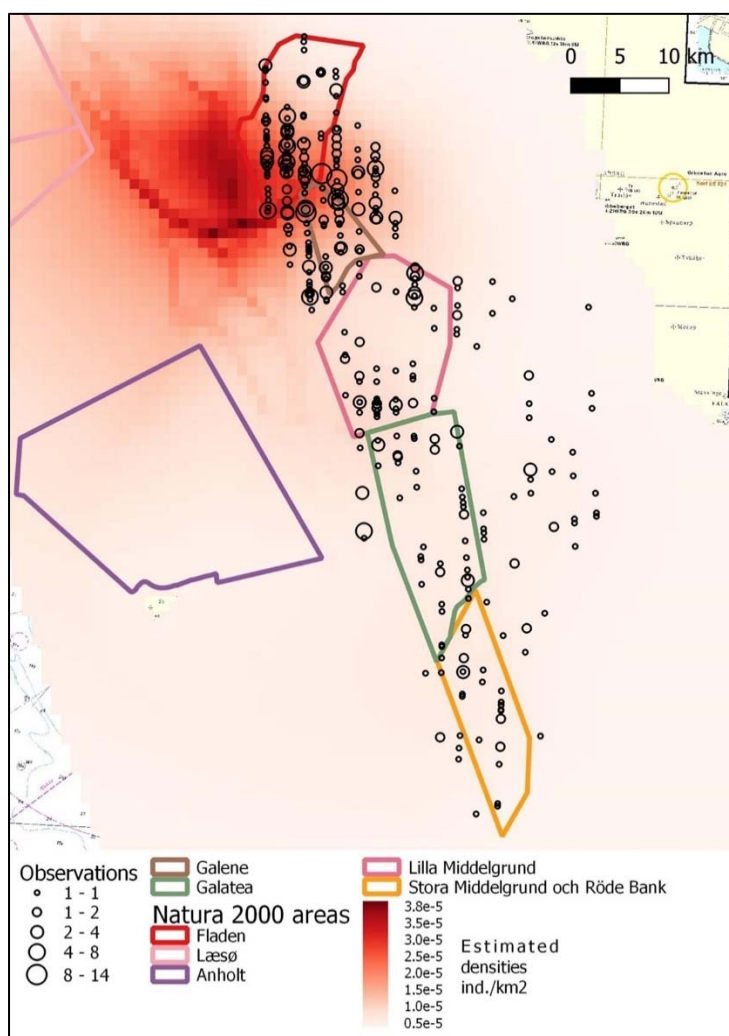 0 5 10 km
Observations
1 - 1
1 - 2
2 - 4
4 - 8
8 - 14
Galene
Galatea
Natura 2000 areas
Fladen
Læsø
Anholt
Lilla Middelgrund
Stora Middelgrund och Röde Bank
3.8e-5
3.5e-5
3.0e-5
2.5e-5
2.0e-5
1.5e-5
1.0e-5
0.5e-5
Estimated
densities
ind./km2